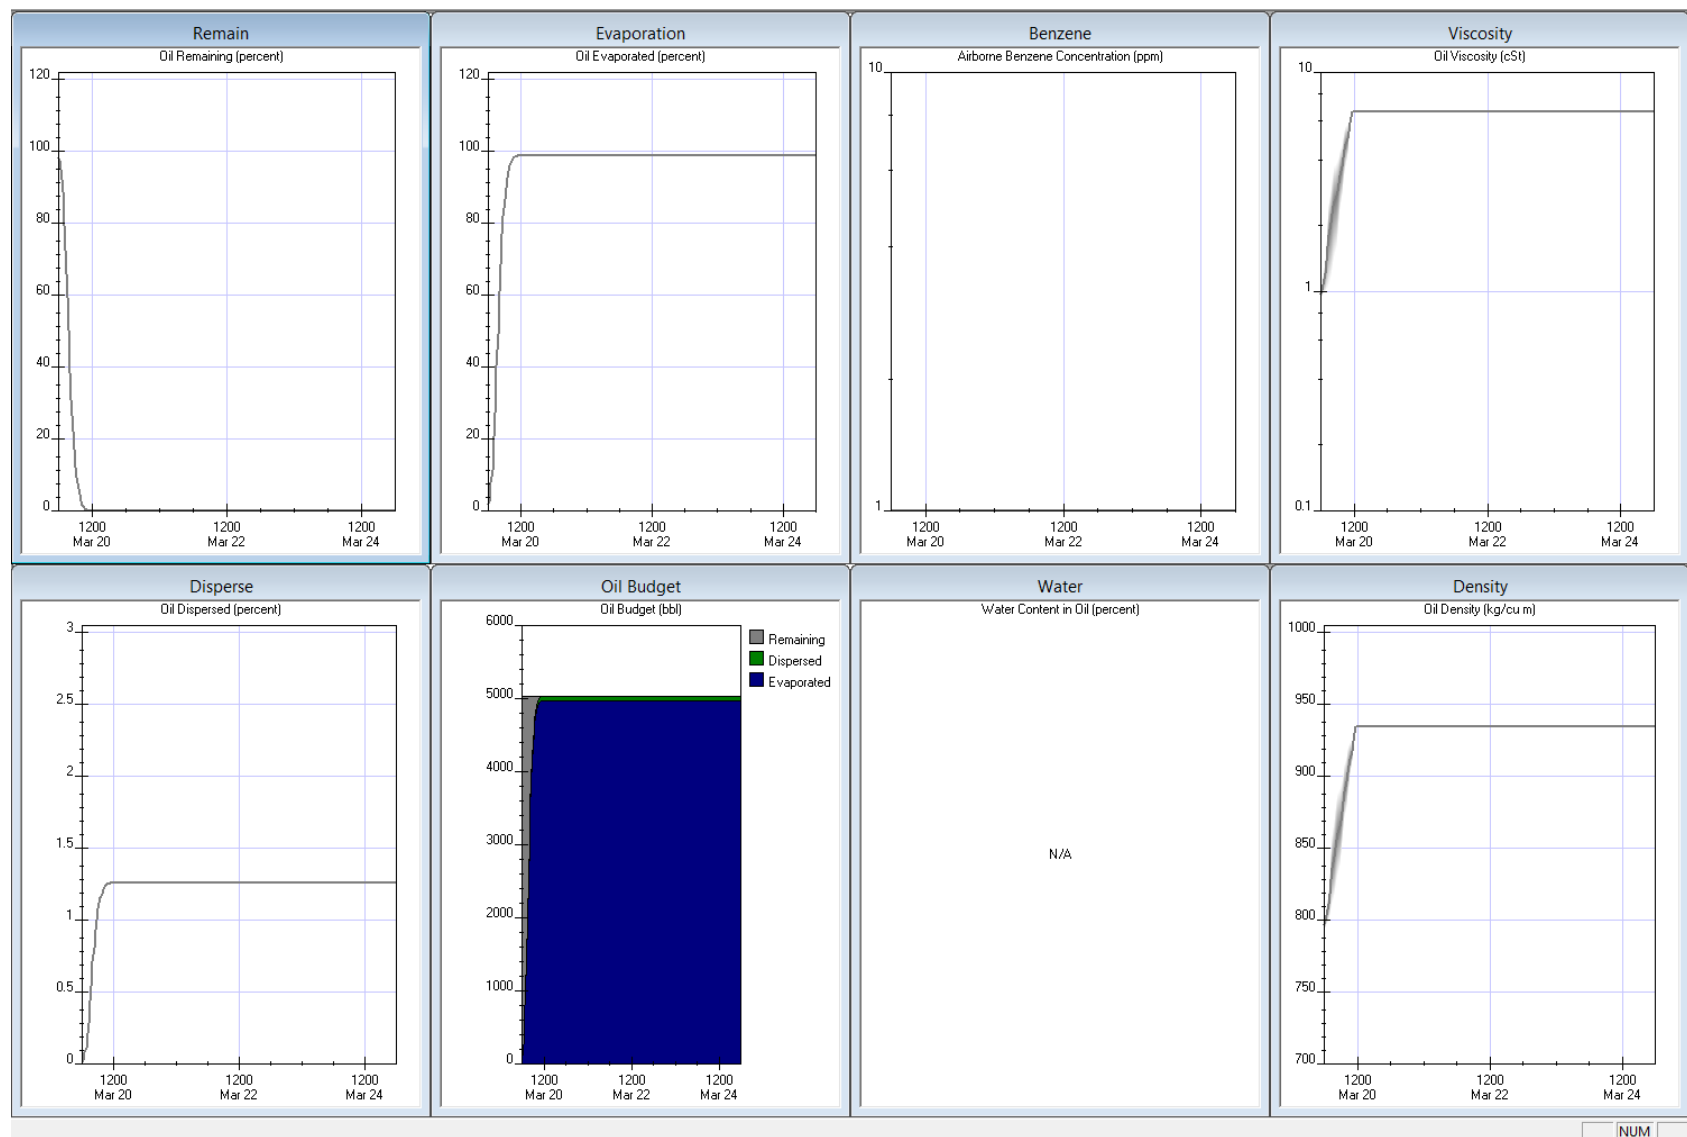 Remain
Oil Remaining (percent)
120
100
80
60
40
20
0
1200 1200 1200
Mar 20 Mar 22 Mar 24
Evaporation
Oil Evaporated (percent)
120
100
80
60
40
20
0
1200 1200 1200
Mar 20 Mar 22 Mar 24
Benzene
Airborne Benzene Concentration (ppm)
10
1
1200 1200 1200
Mar 20 Mar 22 Mar 24
Viscosity
Oil Viscosity (cSt)
10
1
0.1
1200 1200 1200
Mar 20 Mar 22 Mar 24
Disperse
Oil Dispersed (percent)
3
2.5
2
1.5
1
0.5
0
1200 1200 1200
Mar 20 Mar 22 Mar 24
Oil Budget
Oil Budget (bbl)
6000
5000
4000
3000
2000
1000
0
1200 1200 1200
Mar 20 Mar 22 Mar 24
Remaining
Dispersed
Evaporated
Water
Water Content in Oil (percent)
N/A
Density
Oil Density (kg/cu m)
1000
950
900
850
800
750
700
1200 1200 1200
Mar 20 Mar 22 Mar 24
NUM